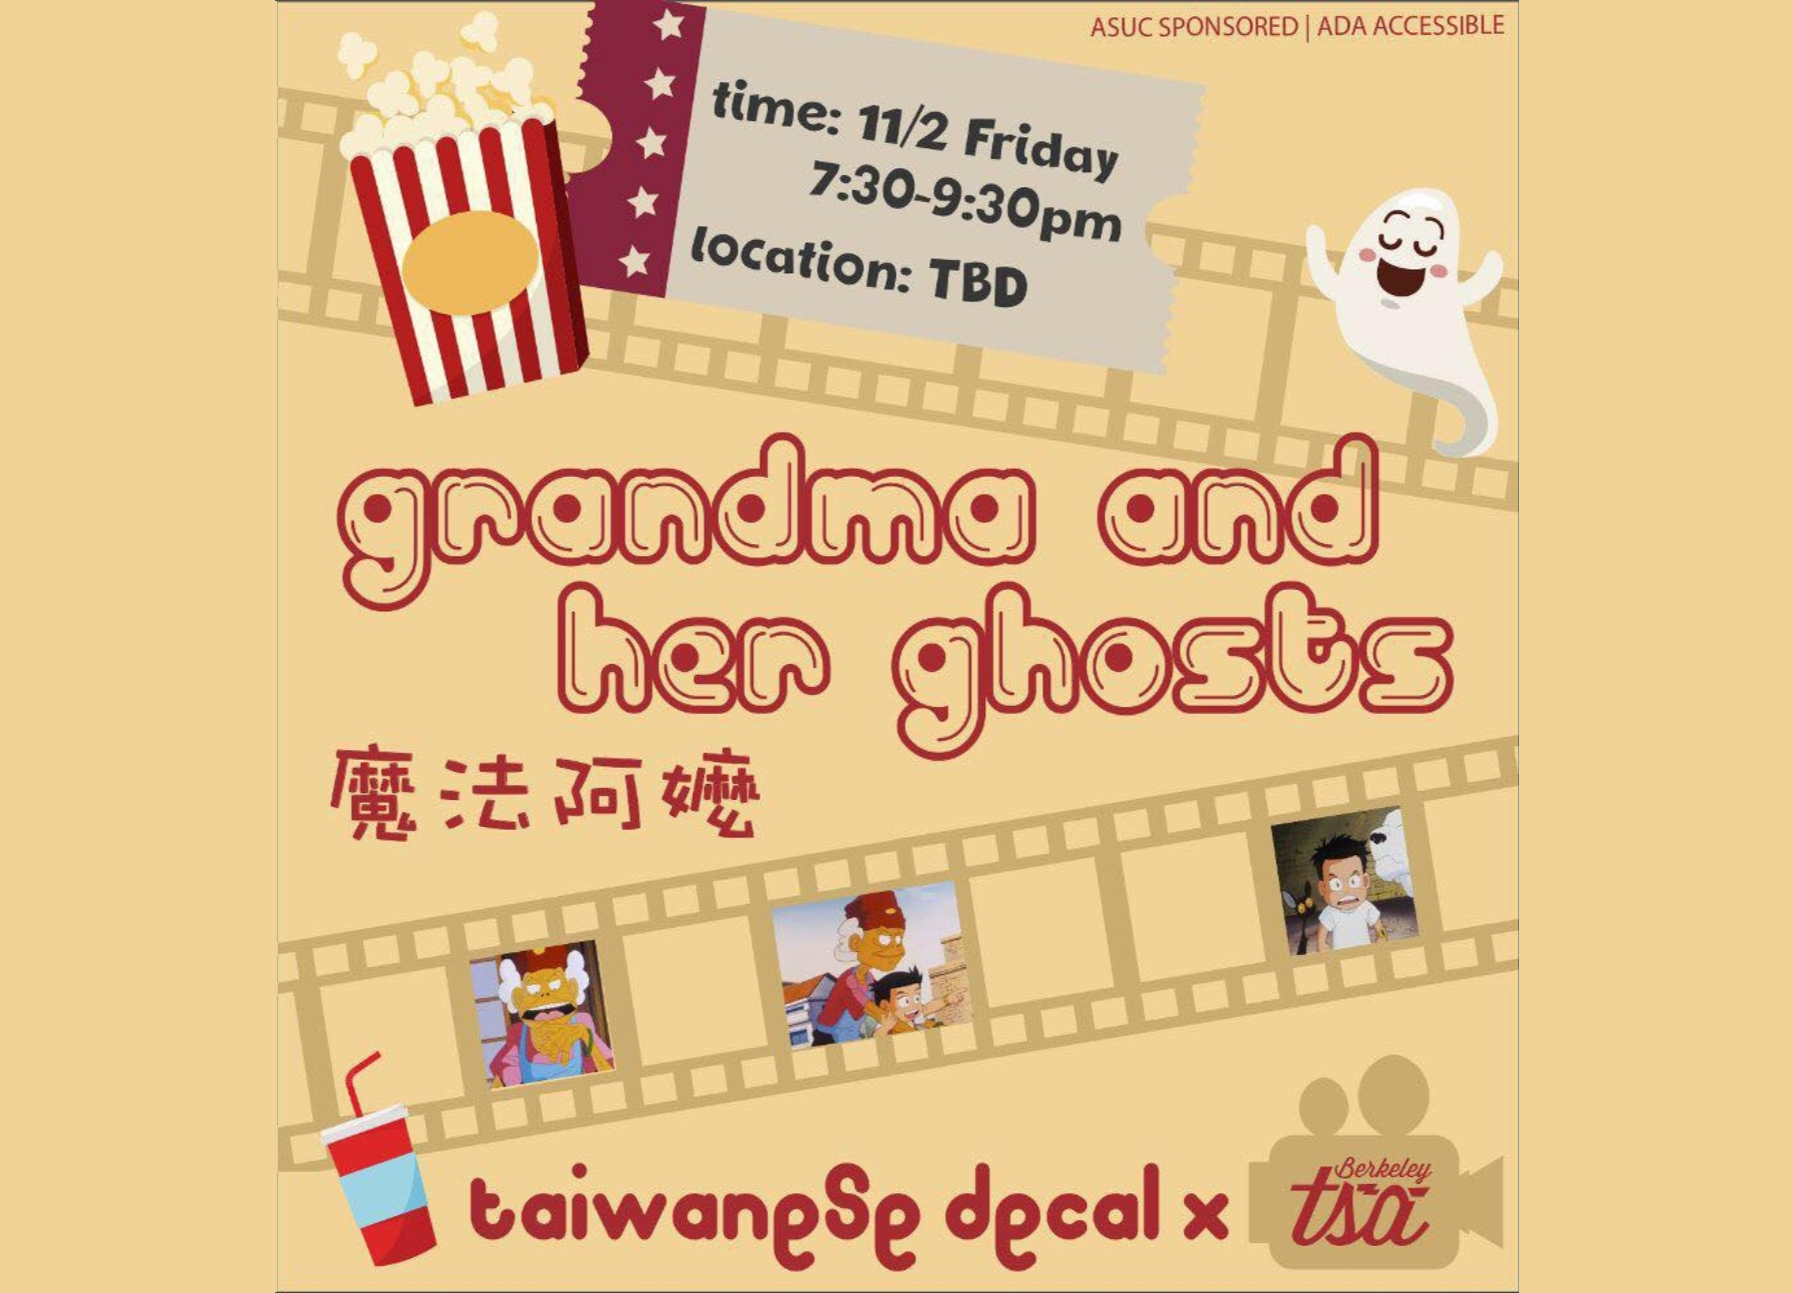 ASUC SPONSORED | ADA ACCESSIBLE
time: 11/2 Friday
7:30-9:30pm
location: TBD
grandma and
her ghosts
魔法阿嬤
taiwanese decal x
Berkeley
tsa